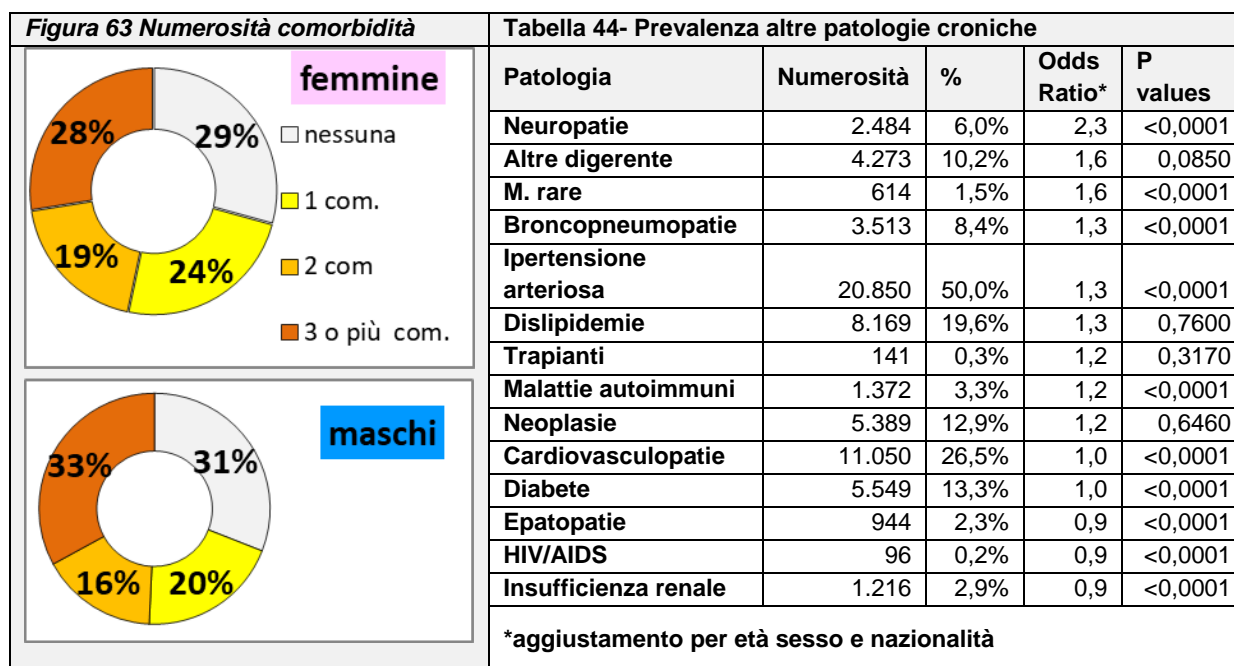 Figura 63 Numerosità comorbidità
femmine
28%
29%
nessuna
1 com.
19%
24%
2 com
3 o più com.
maschi
33%
31%
16%
20%
Tabella 44- Prevalenza altre patologie croniche
Patologia Numerosità % Odds Ratio* P values
Neuropatie 2.484 6,0% 2,3 <0,0001
Altre digerente 4.273 10,2% 1,6 0,0850
M. rare 614 1,5% 1,6 <0,0001
Broncopneumopatie 3.513 8,4% 1,3 <0,0001
Ipertensione
arteriosa 20.850 50,0% 1,3 <0,0001
Dislipidemie 8.169 19,6% 1,3 0,7600
Trapianti 141 0,3% 1,2 0,3170
Malattie autoimmuni 1.372 3,3% 1,2 <0,0001
Neoplasie 5.389 12,9% 1,2 0,6460
Cardiovasculopatie 11.050 26,5% 1,0 <0,0001
Diabete 5.549 13,3% 1,0 <0,0001
Epatopatie 944 2,3% 0,9 <0,0001
HIV/AIDS 96 0,2% 0,9 <0,0001
Insufficienza renale 1.216 2,9% 0,9 <0,0001
*aggiustamento per età sesso e nazionalità